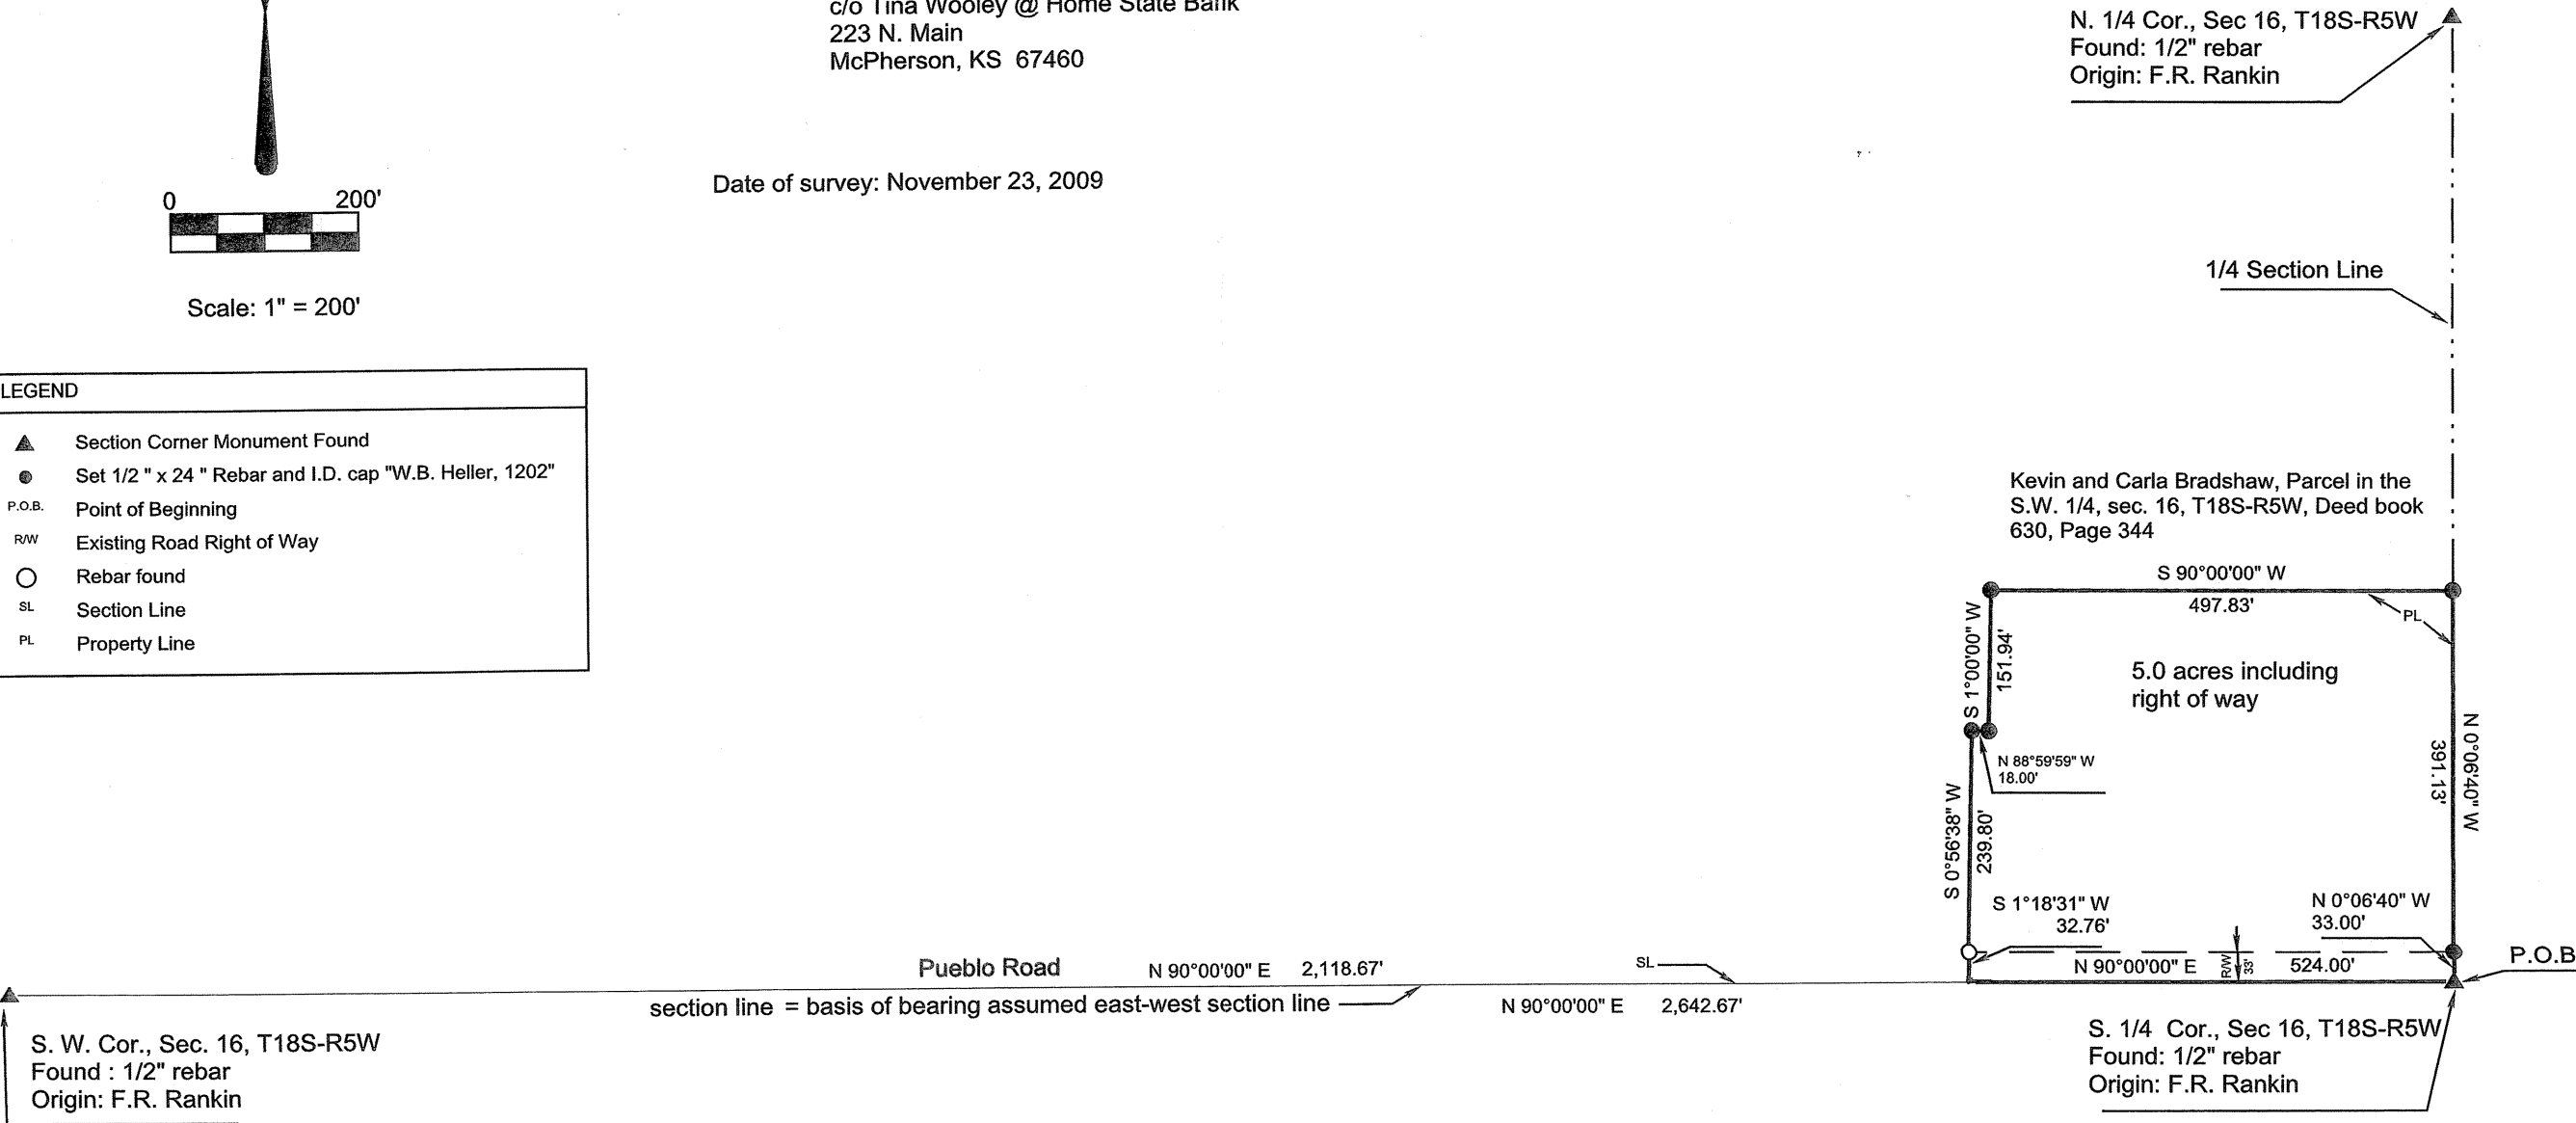 c/o Tina Wooley @ Home State Bank
223 N. Main
McPherson, KS 67460
N. 1/4 Cor., Sec 16, T18S-R5W
Found: 1/2" rebar
Origin: F.R. Rankin
Date of survey: November 23, 2009
0 200'
Scale: 1" = 200'
1/4 Section Line
LEGEND
Section Corner Monument Found
Set 1/2 " x 24 " Rebar and I.D. cap "W.B. Heller, 1202"
P.O.B. Point of Beginning
R/W Existing Road Right of Way
Rebar found
SL Section Line
PL Property Line
Kevin and Carla Bradshaw, Parcel in the
S.W. 1/4, sec. 16, T18S-R5W, Deed book
630, Page 344
S 90°00'00" W
497.83'
PL
S 1°00'00" W
151.94'
5.0 acres including
right of way
N 88°59'59" W
18.00'
N 0°06'40" W
391.13'
S 0°56'38" W
239.80'
S 1°18'31" W
32.76'
N 0°06'40" W
33.00'
P.O.B
N 90°00'00" E
R/W
33'
524.00'
Pueblo Road N 90°00'00" E 2,118.67'
SL
section line = basis of bearing assumed east-west section line
N 90°00'00" E 2,642.67'
S. W. Cor., Sec. 16, T18S-R5W
Found : 1/2" rebar
Origin: F.R. Rankin
S. 1/4 Cor., Sec 16, T18S-R5W
Found: 1/2" rebar
Origin: F.R. Rankin